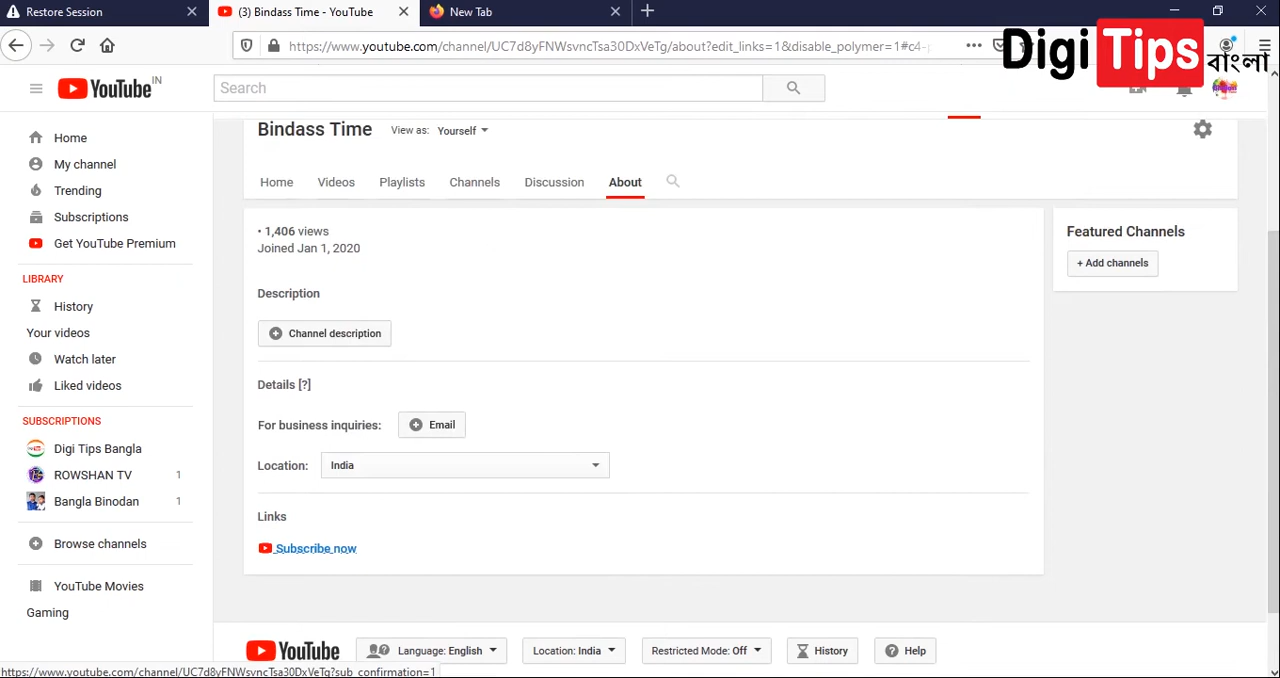 Restore Session
(3) Bindass Time - YouTube
New Tab
https://www.youtube.com/channel/UC7d8yFNWsvncTsa30DxVeTg/about?edit_links=1&disable_polymer=1#c4-
Digi Tips বাংলা
YouTube IN
Search
Home
My channel
Trending
Subscriptions
Get YouTube Premium
LIBRARY
History
Your videos
Watch later
Liked videos
SUBSCRIPTIONS
Digi Tips Bangla
ROWSHAN TV 1
Bangla Binodan 1
Browse channels
YouTube Movies
Gaming
Bindass Time View as: Yourself
Home Videos Playlists Channels Discussion About
• 1,406 views
Joined Jan 1, 2020
Description
Channel description
Details [?]
For business inquiries: Email
Location: India
Links
Subscribe now
Featured Channels
+ Add channels
YouTube Language: English Location: India Restricted Mode: Off History Help
https://www.youtube.com/channel/UC7d8yFNWsvncTsa30DxVeTg?sub_confirmation=1